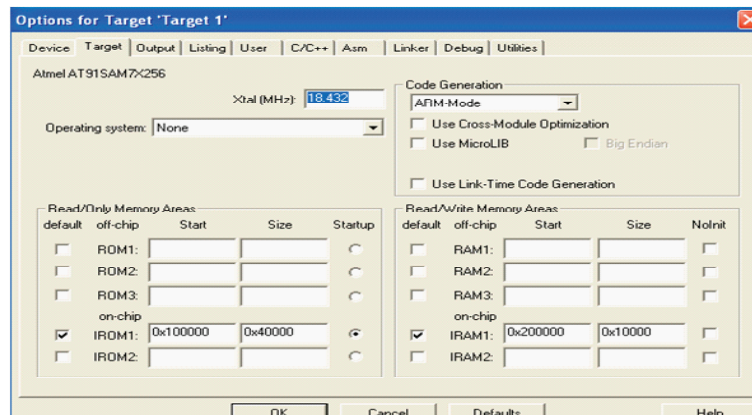 Options for Target 'Target 1'
Device Target Output Listing User C/C++ Asm Linker Debug Utilities
Atmel AT91SAM7X256
Xtal (MHz): 18.432
Operating system: None
Code Generation
ARM-Mode
Use Cross-Module Optimization
Use MicroLIB Big Endian
Use Link-Time Code Generation
Read/Only Memory Areas
default off-chip Start Size Startup
ROM1:
ROM2:
ROM3:
on-chip
IROM1: 0x100000 0x40000
IROM2:
Read/Write Memory Areas
default off-chip Start Size NoInit
RAM1:
RAM2:
RAM3:
on-chip
IRAM1: 0x200000 0x10000
IRAM2:
OK Cancel Defaults Help